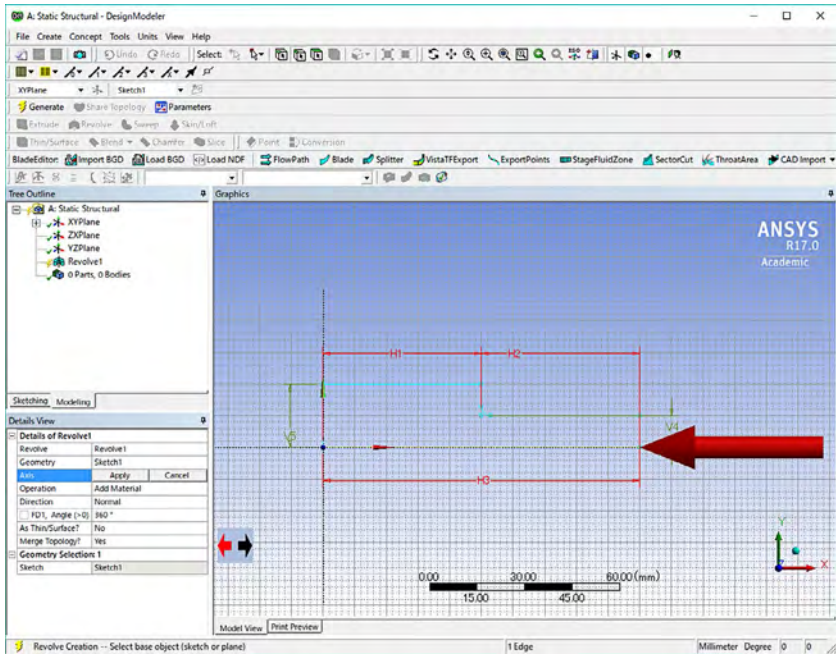 A: Static Structural - DesignModeler
File Create Concept Tools Units View Help
Undo Redo Select:
XYPlane Sketch1
Generate Share Topology Parameters
Extrude Revolve Sweep Skin/Loft
Thin/Surface Blend Chamfer Slice Point Conversion
BladeEditor: Import BGD Load BGD Load NDF FlowPath Blade Splitter VistaTFExport ExportPoints StageFluidZone SectorCut ThroatArea CAD Import
Tree Outline
A: Static Structural
XYPlane
ZXPlane
YZPlane
Revolve1
0 Parts, 0 Bodies
Sketching Modeling
Details View
Details of Revolve1
Revolve Revolve1
Geometry Sketch1
Axis Apply Cancel
Operation Add Material
Direction Normal
FD1, Angle (>0) 360 °
As Thin/Surface? No
Merge Topology? Yes
Geometry Selection: 1
Sketch Sketch1
Graphics
ANSYS
R17.0
Academic
H1 H2
V5 V4
H3
Y
X
0.00 30.00 60.00 (mm)
15.00 45.00
Model View Print Preview
Revolve Creation -- Select base object (sketch or plane) 1 Edge Millimeter Degree 0 0